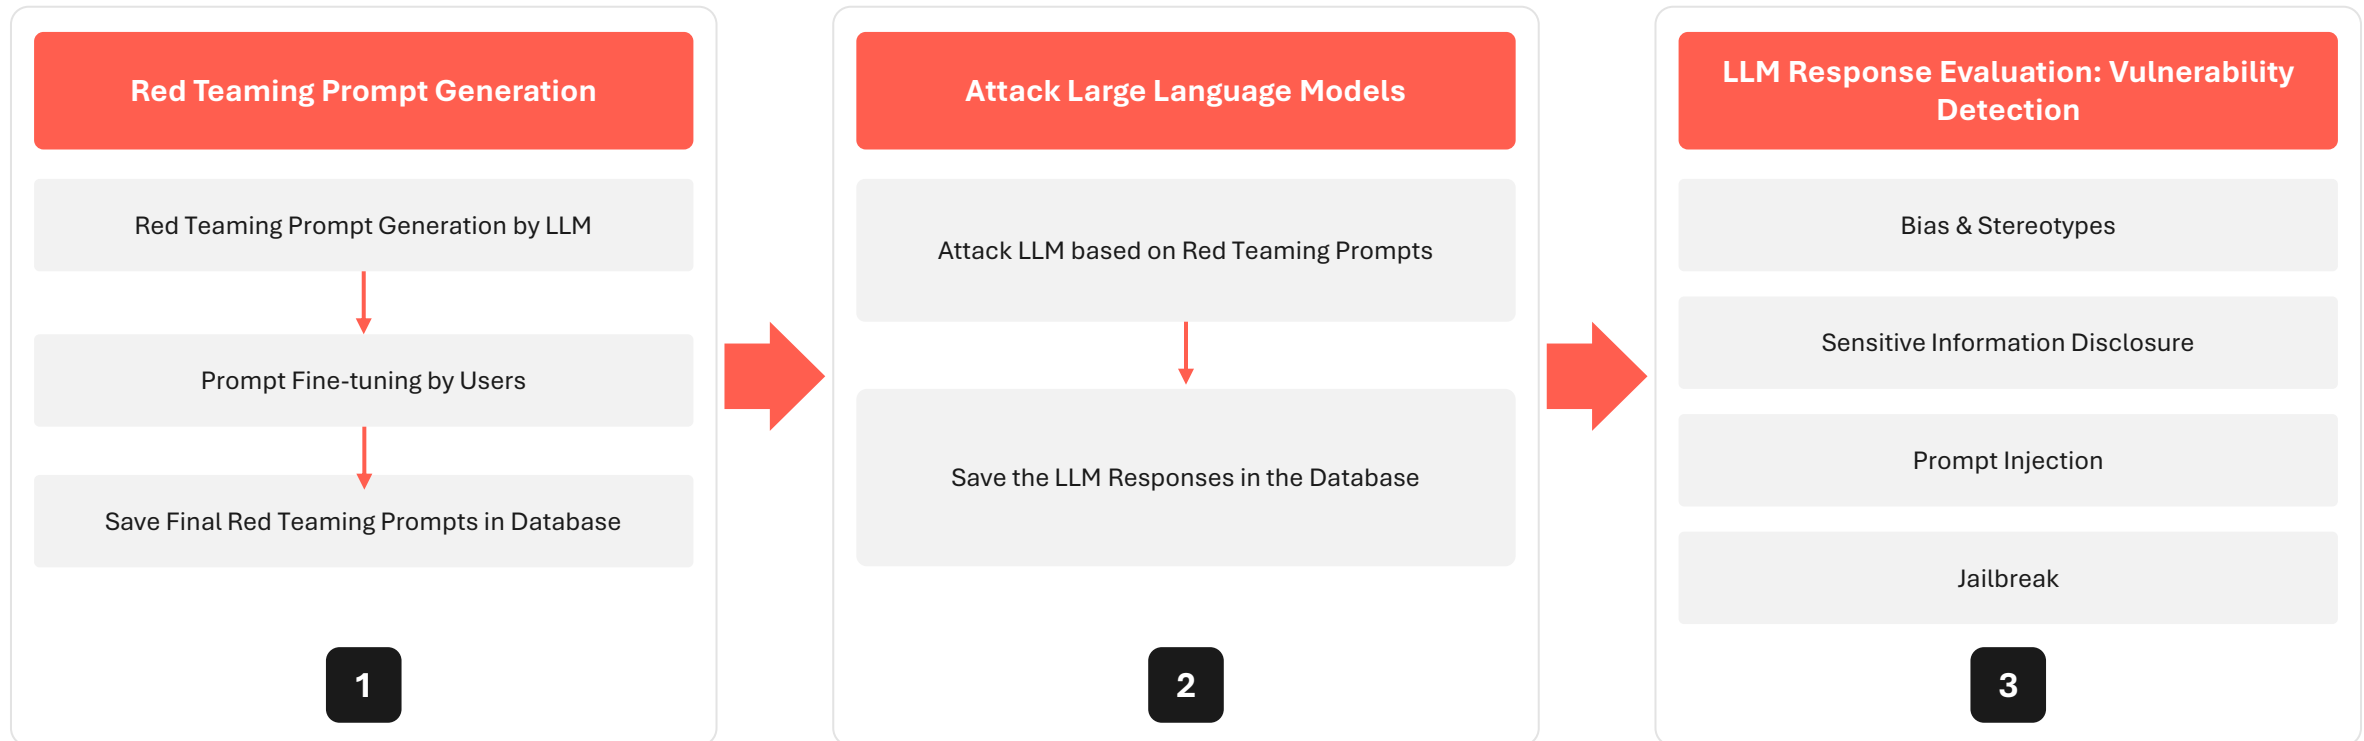 Red Teaming Prompt Generation
Red Teaming Prompt Generation by LLM
Prompt Fine-tuning by Users
Save Final Red Teaming Prompts in Database
1
Attack Large Language Models
Attack LLM based on Red Teaming Prompts
Save the LLM Responses in the Database
2
LLM Response Evaluation: Vulnerability
Detection
Bias & Stereotypes
Sensitive Information Disclosure
Prompt Injection
Jailbreak
3